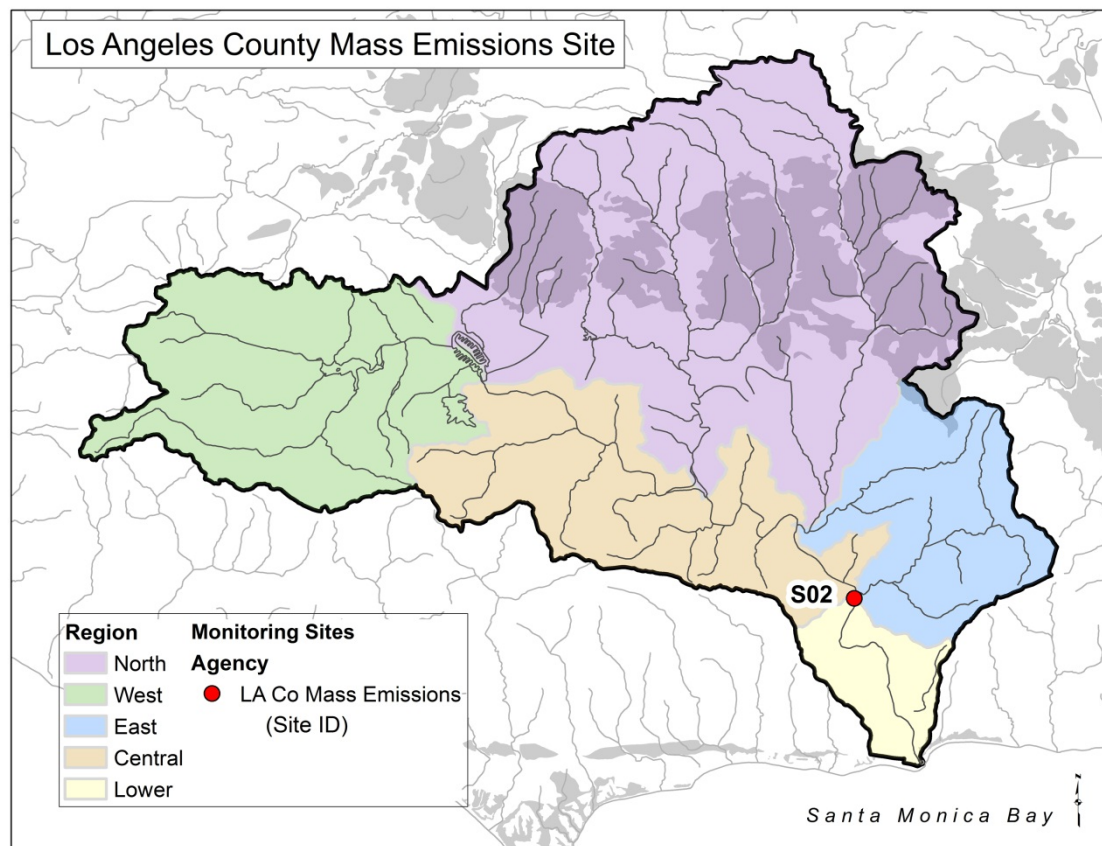 Los Angeles County Mass Emissions Site
S02
Region
North
West
East
Central
Lower
Monitoring Sites
Agency
LA Co Mass Emissions
(Site ID)
Santa Monica Bay